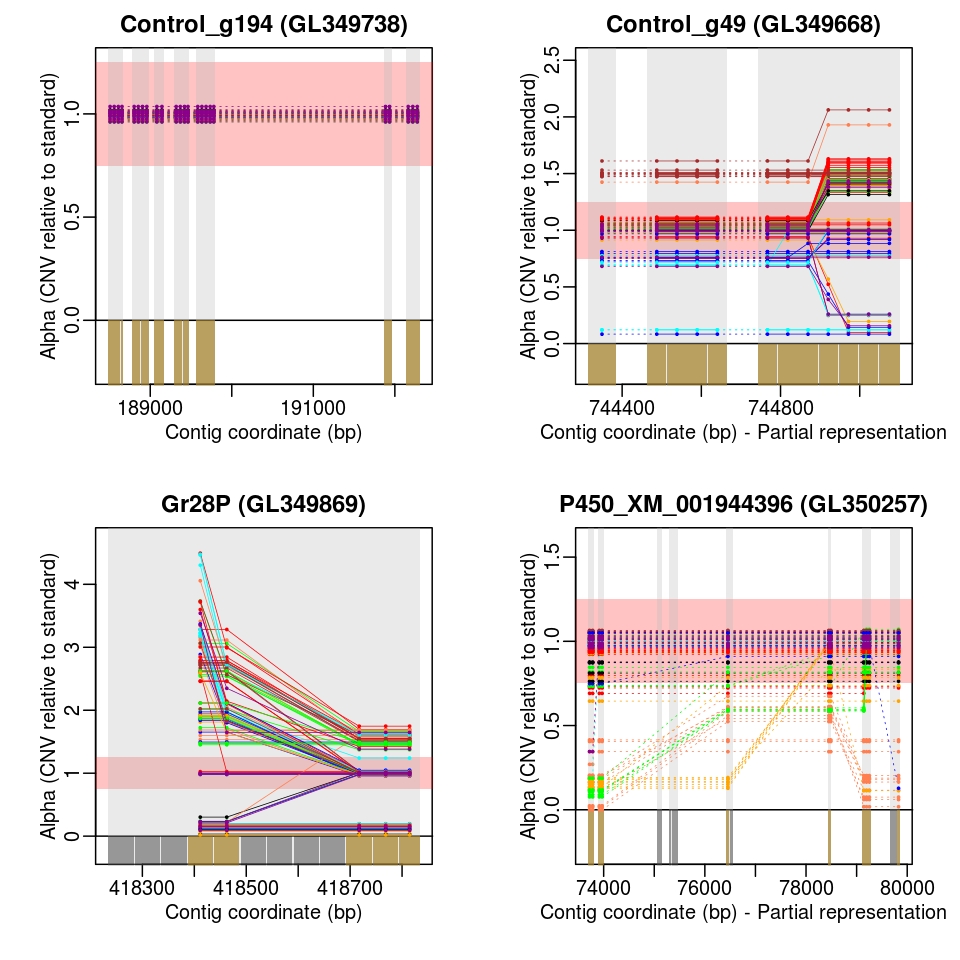 Control_g194 (GL349738)
Alpha (CNV relative to standard)
1.0
0.5
0.0
189000
191000
Contig coordinate (bp)
Control_g49 (GL349668)
Alpha (CNV relative to standard)
2.5
2.0
1.5
1.0
0.5
0.0
744400
744800
Contig coordinate (bp) - Partial representation
Gr28P (GL349869)
Alpha (CNV relative to standard)
4
3
2
1
0
418300
418500
418700
Contig coordinate (bp)
P450_XM_001944396 (GL350257)
Alpha (CNV relative to standard)
1.5
1.0
0.5
0.0
74000
76000
78000
80000
Contig coordinate (bp) - Partial representation